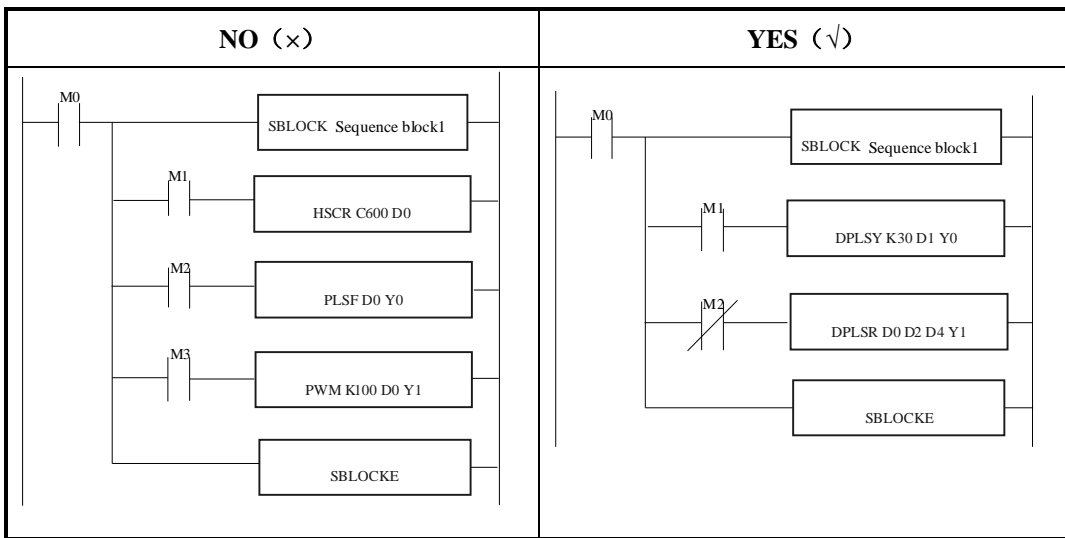 NO（×）
YES（√）
M0
SBLOCK Sequence block1
M1
HSCR C600 D0
M2
PLSF D0 Y0
M3
PWM K100 D0 Y1
SBLOCKE
M0
SBLOCK Sequence block1
M1
DPLSY K30 D1 Y0
M2
DPLSR D0 D2 D4 Y1
SBLOCKE